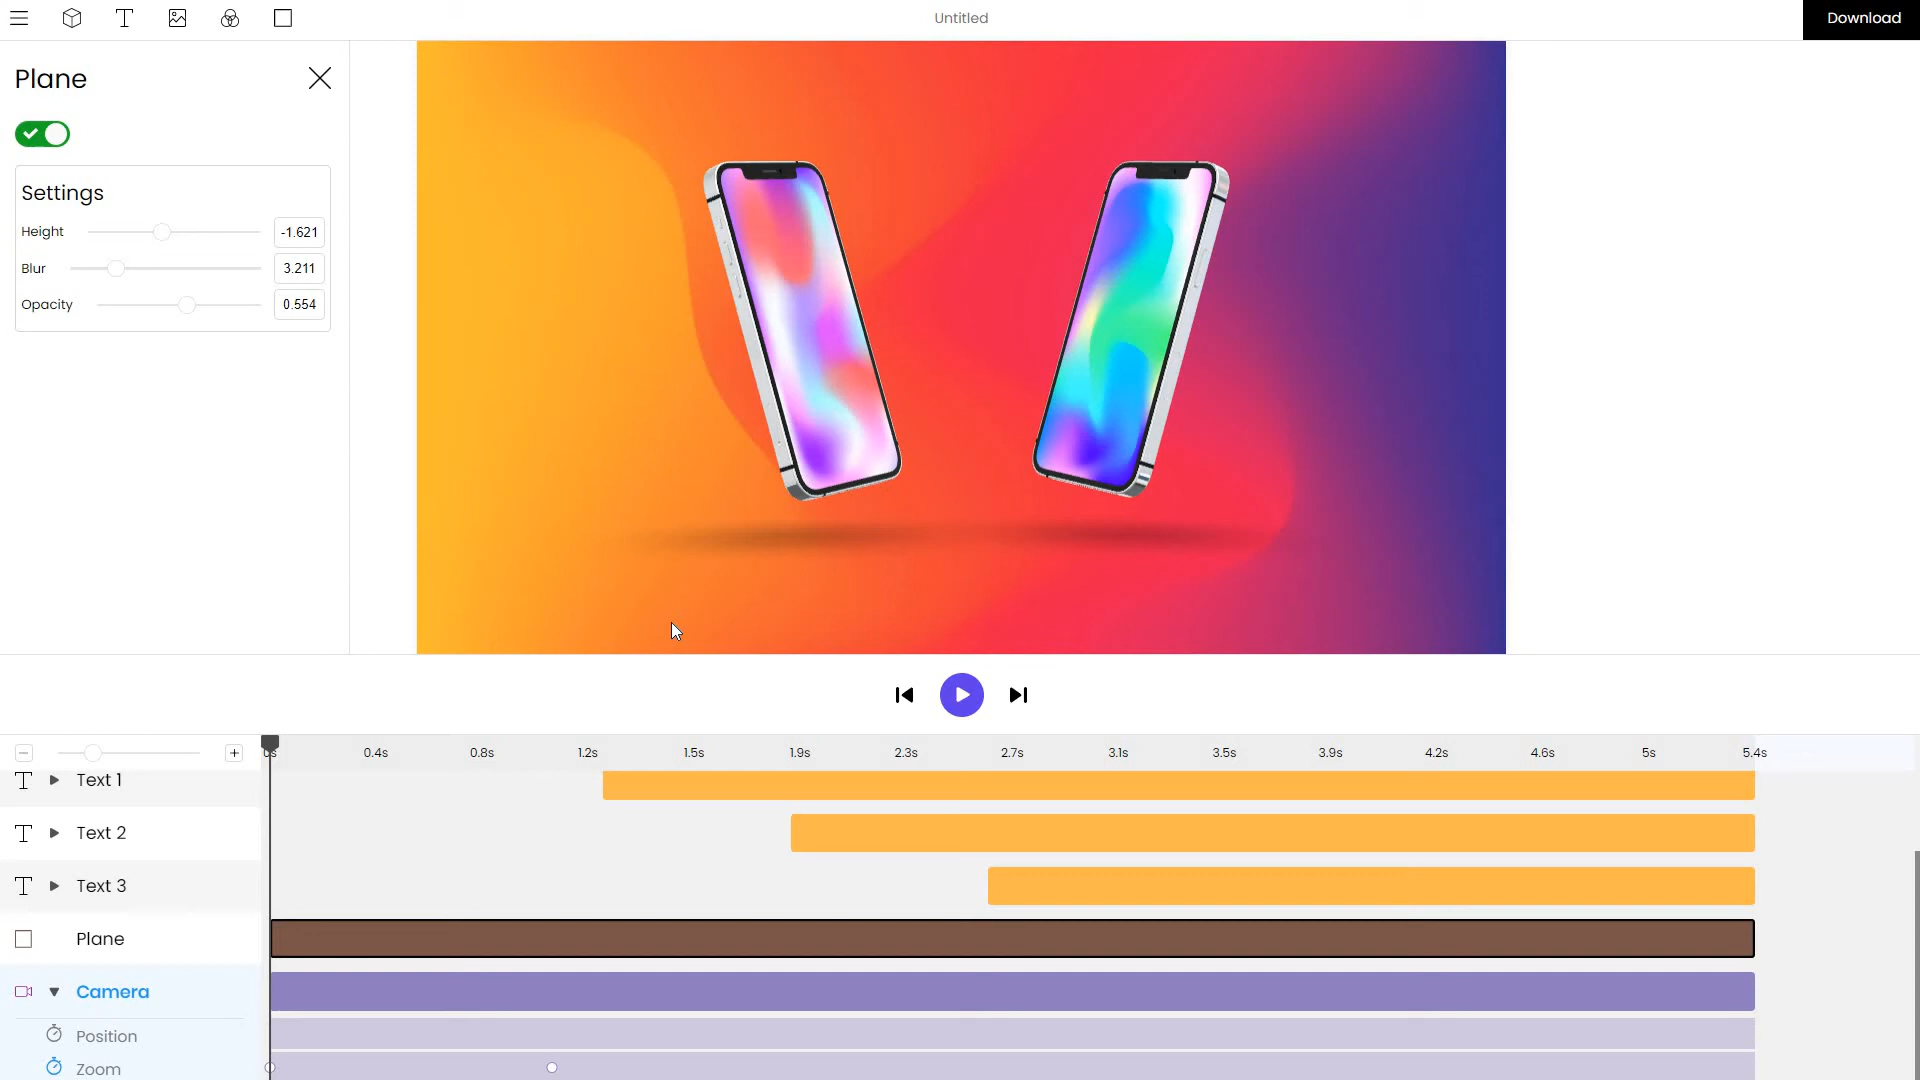 Untitled
Download
Plane
Settings
Height -1.621
Blur 3.211
Opacity 0.554
0s 0.4s 0.8s 1.2s 1.5s 1.9s 2.3s 2.7s 3.1s 3.5s 3.9s 4.2s 4.6s 5s 5.4s
Text 1
Text 2
Text 3
Plane
Camera
Position
Zoom